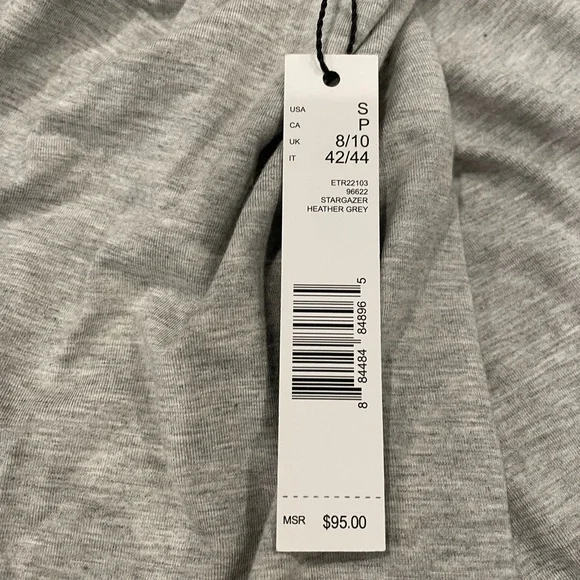 USA S
CA P
UK 8/10
IT 42/44
ETR22103
96622
STARGAZER
HEATHER GREY
8 84484 84896 5
MSR $95.00